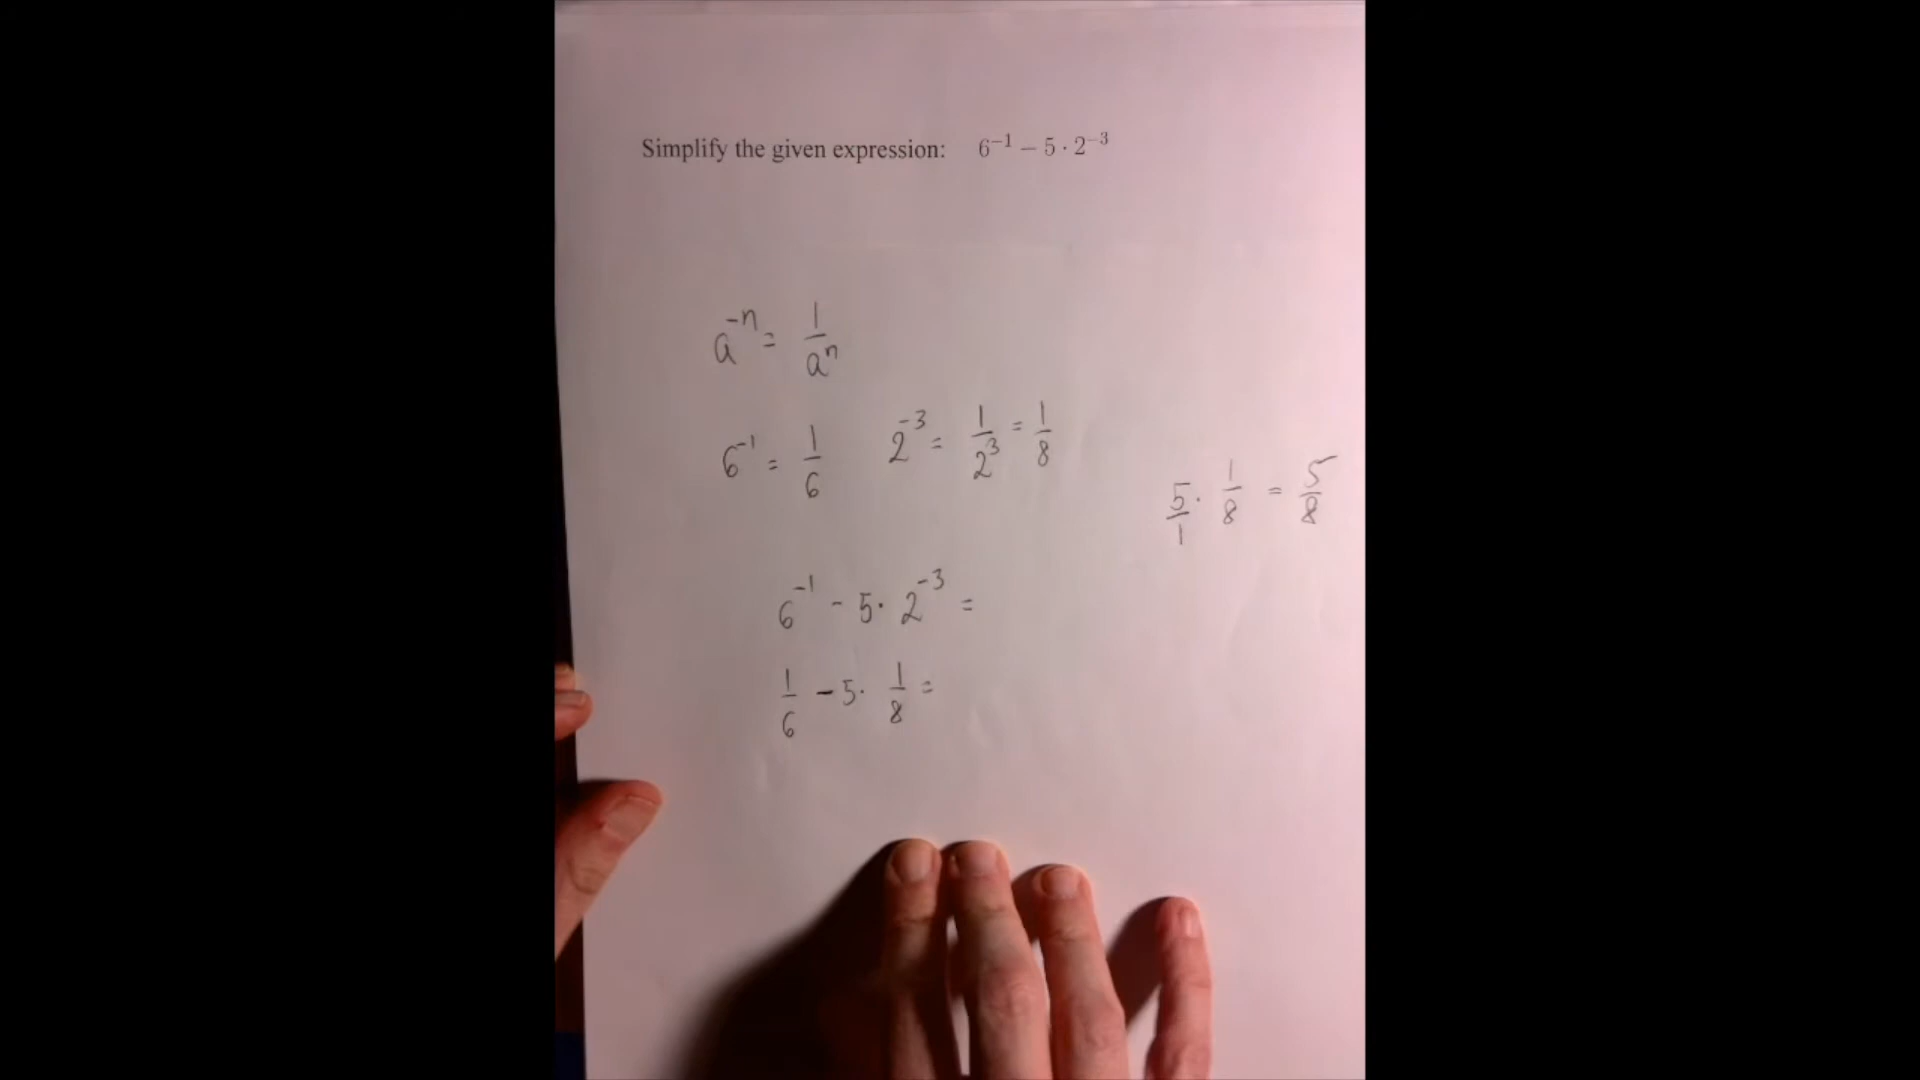 Simplify the given expression: 6⁻¹ − 5 · 2⁻³
a⁻ⁿ = 1/aⁿ
6⁻¹ = 1/6
2⁻³ = 1/2³ = 1/8
5/1 · 1/8 = 5/8
6⁻¹ - 5 · 2⁻³ =
1/6 - 5 · 1/8 =